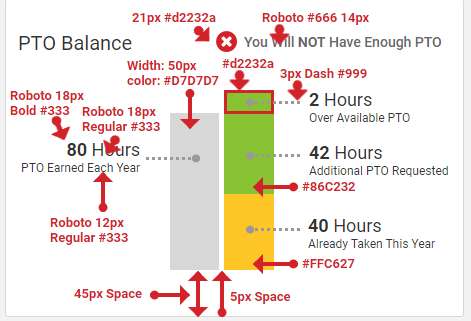 21px #d2232a
Roboto #666 14px
PTO Balance
You Will NOT Have Enough PTO
Width: 50px
color: #D7D7D7
#d2232a
3px Dash #999
Roboto 18px
Bold #333
Roboto 18px
Regular #333
2 Hours
Over Available PTO
80 Hours
PTO Earned Each Year
42 Hours
Additional PTO Requested
#86C232
Roboto 12px
Regular #333
40 Hours
Already Taken This Year
#FFC627
45px Space
5px Space